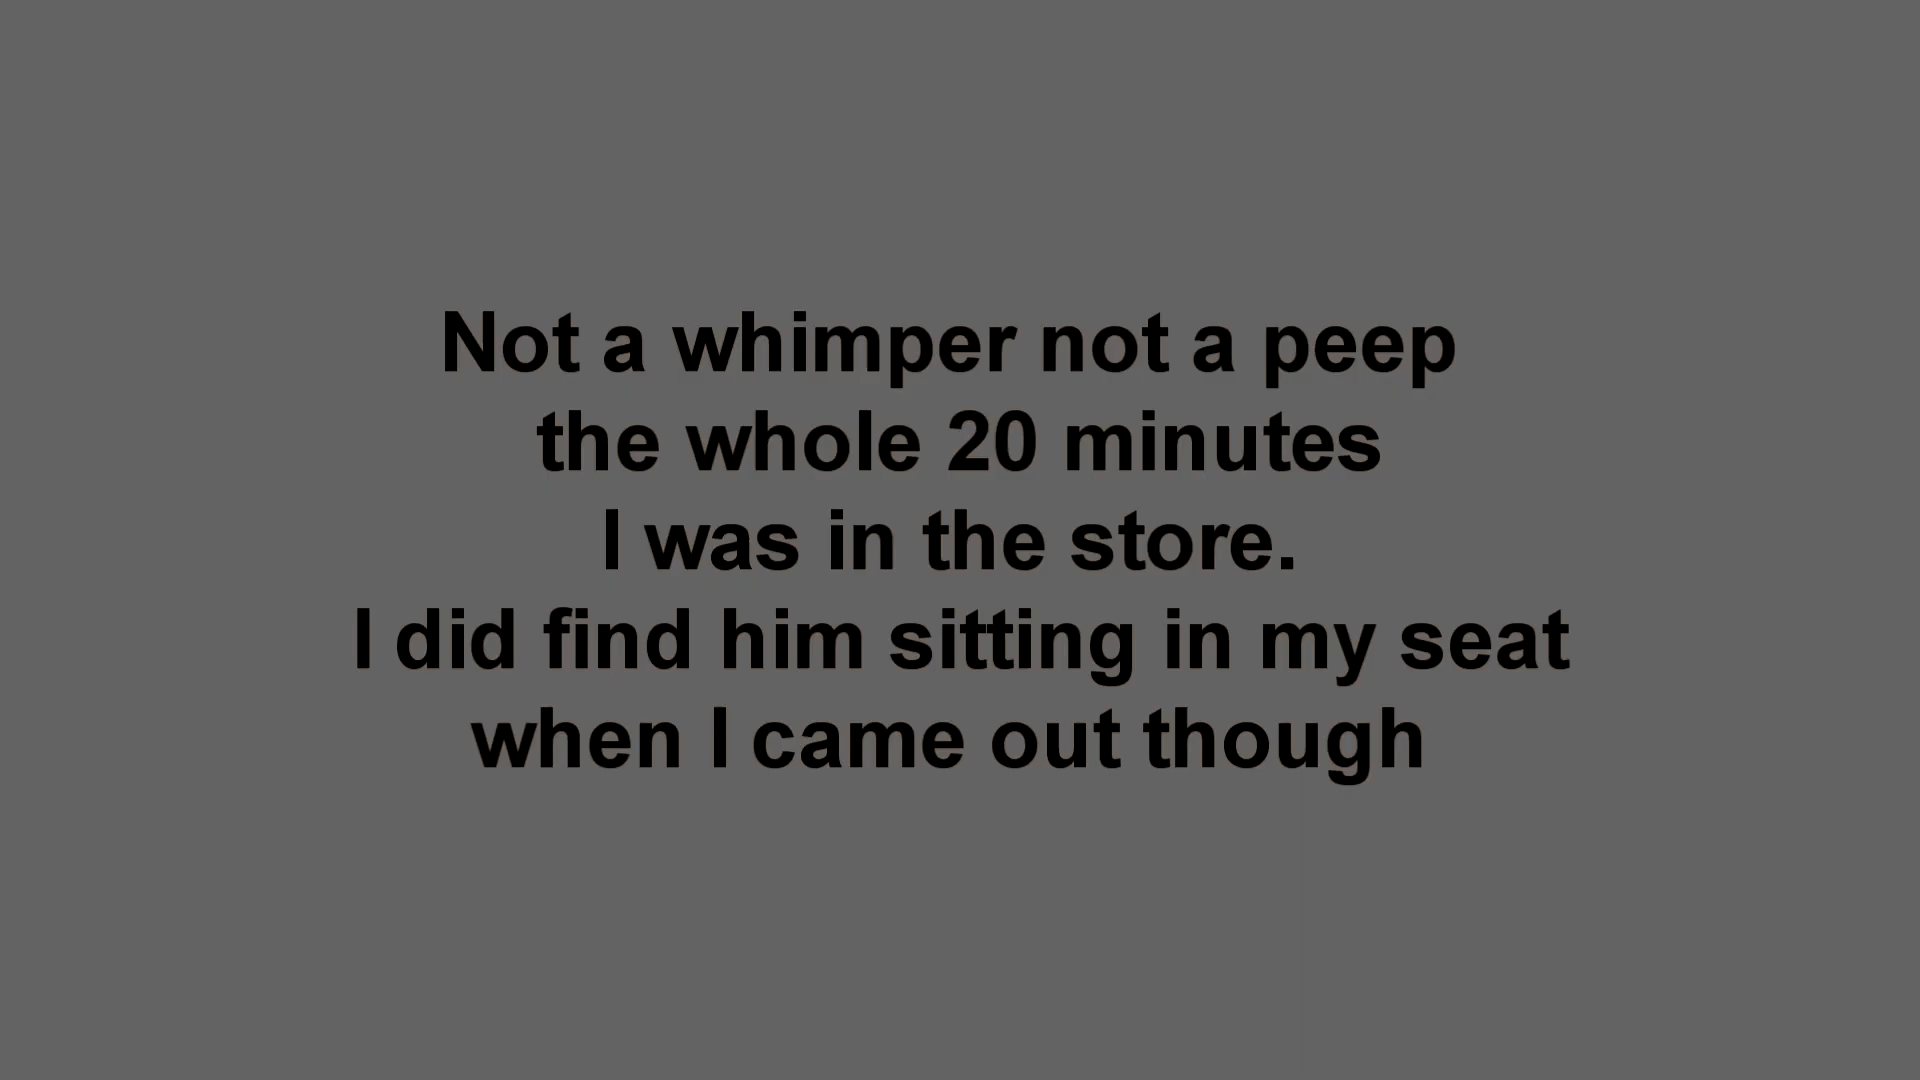 Not a whimper not a peep
the whole 20 minutes
I was in the store.
I did find him sitting in my seat
when I came out though